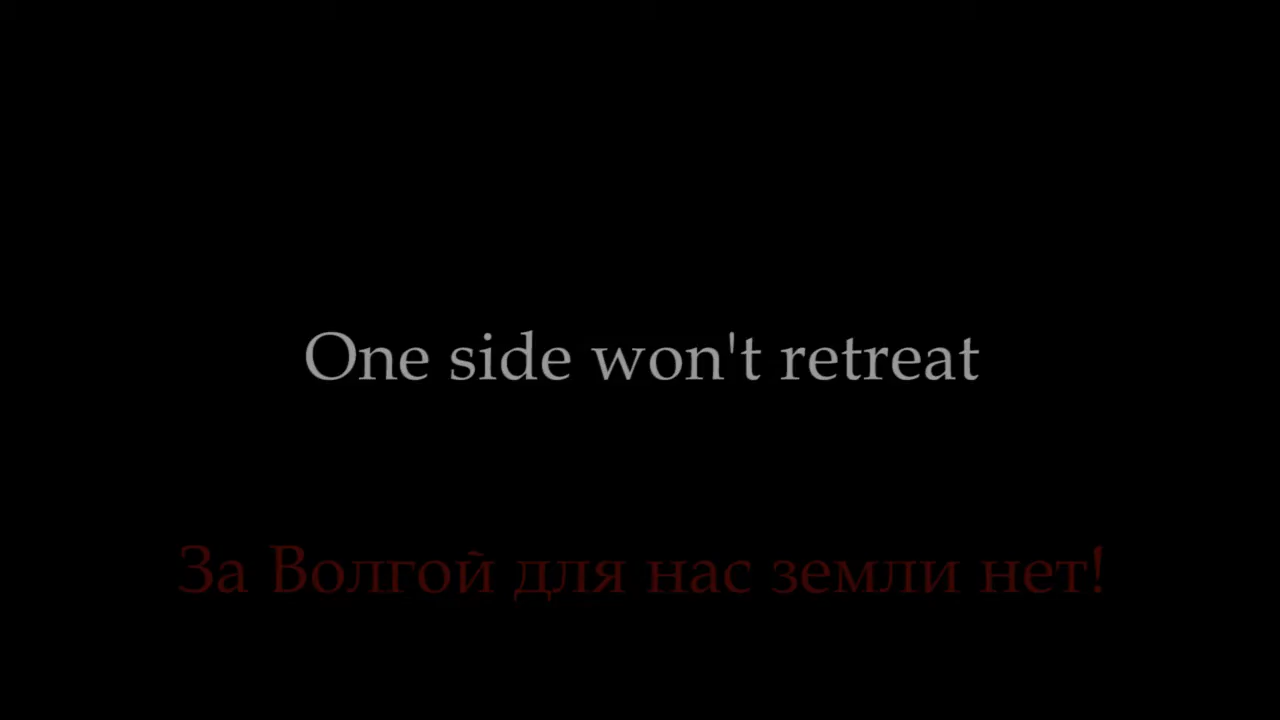 One side won't retreat
За Волгой для нас земли нет!